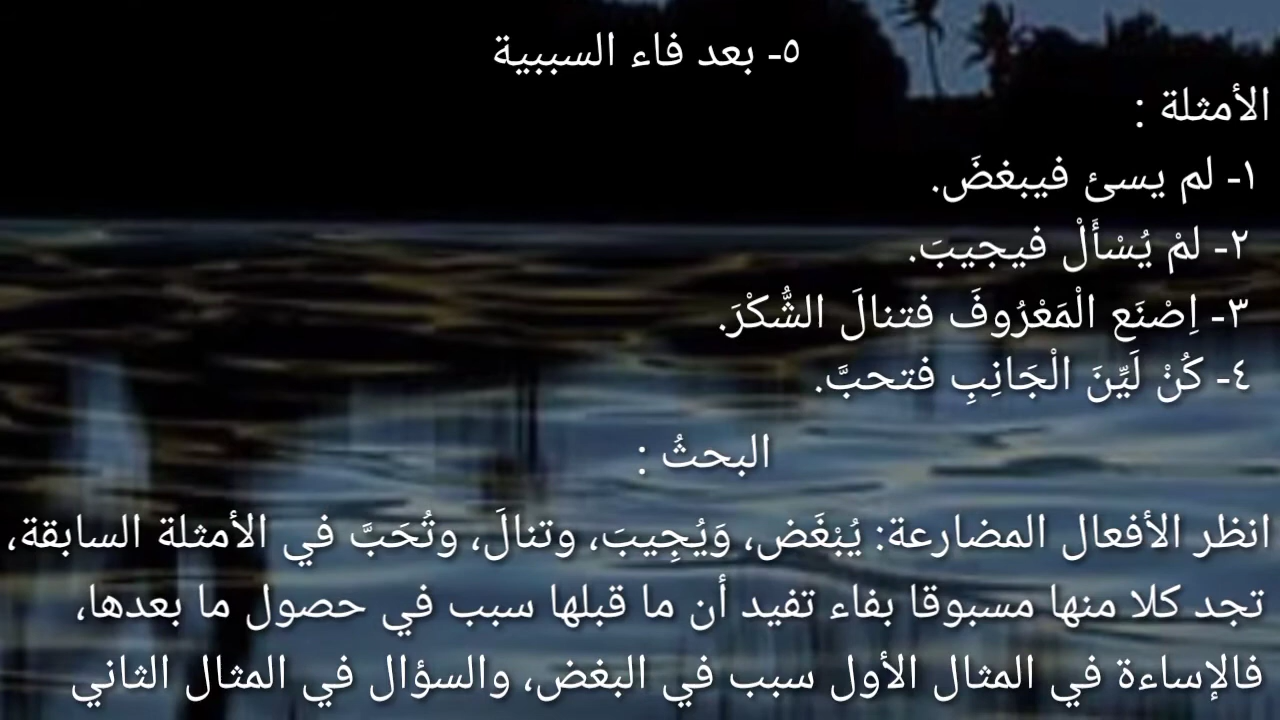 ٥- بعد فاء السببية
الأمثلة :
١- لم يسئ فيبغضَ.
٢- لمْ يُسْأَلْ فيجيبَ.
٣- اِصْنَع الْمَعْرُوفَ فتنالَ الشُّكْرَ.
٤- كُنْ لَيِّنَ الْجَانِبِ فتحبَّ.
البحثُ :
انظر الأفعال المضارعة: يُبْغَض، وَيُجِيبَ، وتنالَ، وتُحَبَّ في الأمثلة السابقة،
تجد كلا منها مسبوقا بفاء تفيد أن ما قبلها سبب في حصول ما بعدها،
فالإساءة في المثال الأول سبب في البغض، والسؤال في المثال الثاني